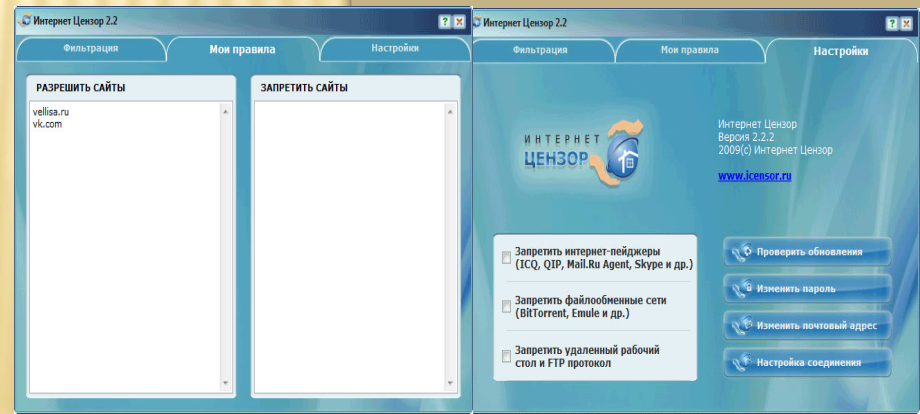 Интернет Цензор 2.2
Фильтрация
Мои правила
Настройки
РАЗРЕШИТЬ САЙТЫ
vellisa.ru
vk.com
ЗАПРЕТИТЬ САЙТЫ
Интернет Цензор 2.2
Фильтрация
Мои правила
Настройки
ИНТЕРНЕТ
ЦЕНЗОР
Интернет Цензор
Версия 2.2.2
2009(c) Интернет Цензор
www.icensor.ru
Запретить интернет-пейджеры
(ICQ, QIP, Mail.Ru Agent, Skype и др.)
Запретить файлообменные сети
(BitTorrent, Emule и др.)
Запретить удаленный рабочий
стол и FTP протокол
Проверить обновления
Изменить пароль
Изменить почтовый адрес
Настройка соединения